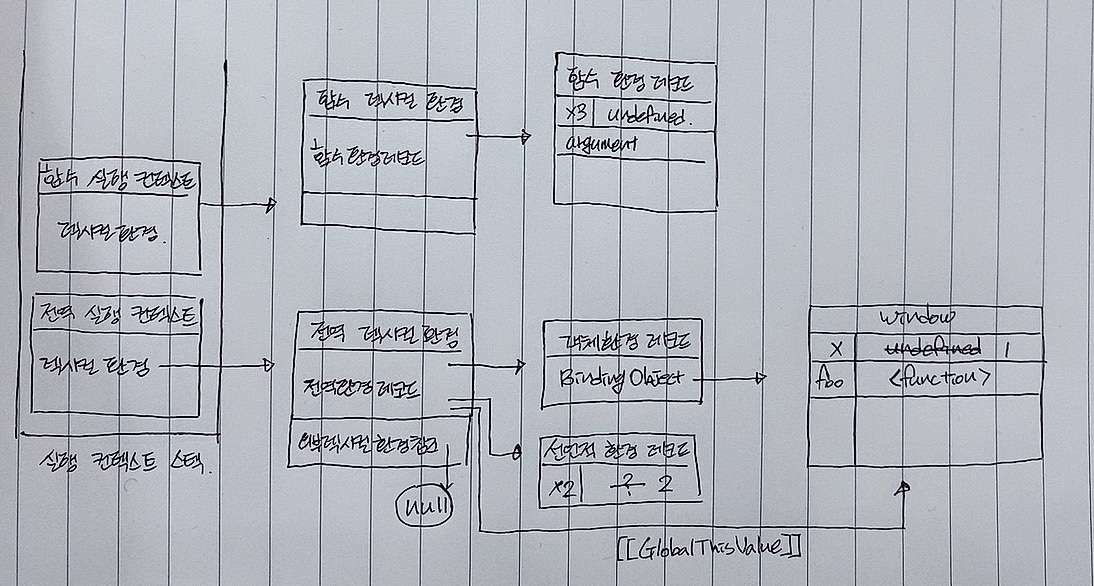 함수 실행 컨텍스트
렉시컬 환경.
전역 실행 컨텍스트
렉시컬 환경
실행 컨텍스트 스택.
함수 렉시컬 환경
함수환경레코드
함수 환경 레코드
x3 undefined.
argument
전역 렉시컬 환경
전역환경레코드
외부렉시컬환경참조
null
객체환경 레코드
Binding Object
선언적 환경 레코드
x2 ? 2
window
x undefined 1
foo <function>
[[GlobalThisValue]]